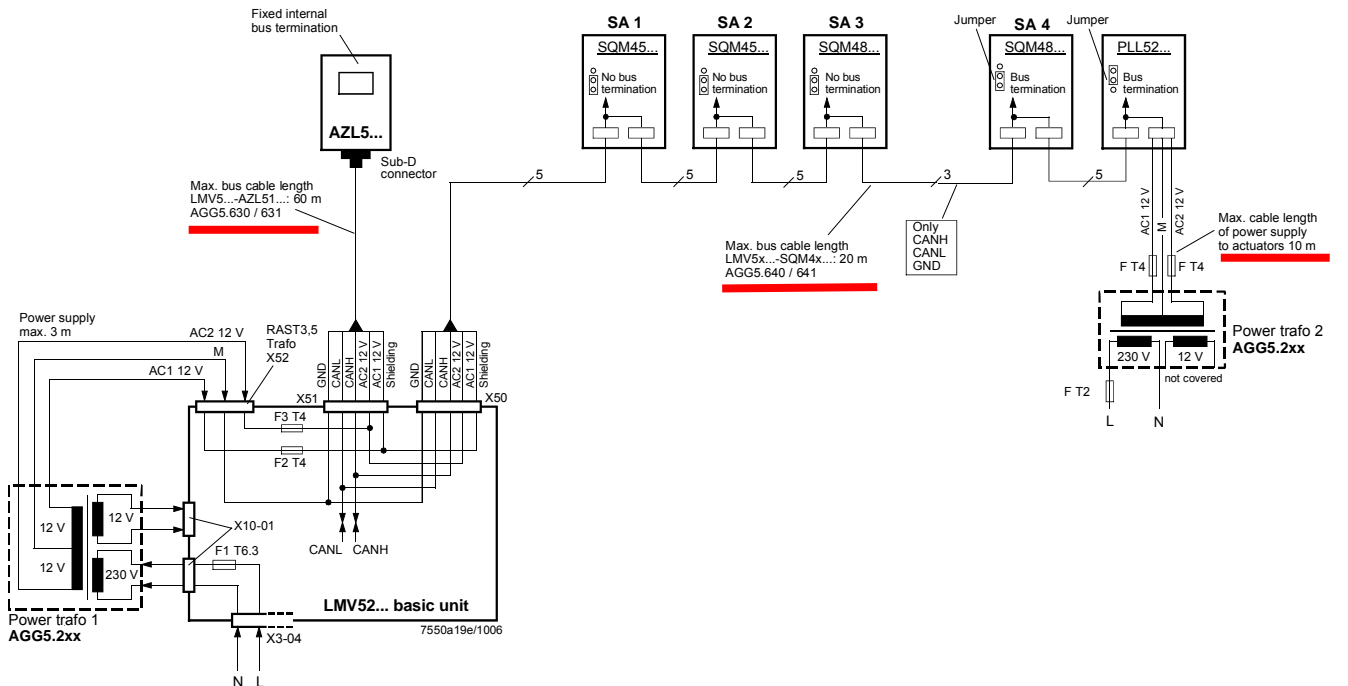 Fixed internal
bus termination
AZL5...
Sub-D
connector
Max. bus cable length
LMV5...-AZL51...: 60 m
AGG5.630 / 631
SA 1
SQM45...
No bus
termination
SA 2
SQM45...
No bus
termination
SA 3
SQM48...
No bus
termination
Jumper
SA 4
SQM48...
Bus
termination
Jumper
PLL52...
Bus
termination
5
5
5
3
5
Max. bus cable length
LMV5x...-SQM4x...: 20 m
AGG5.640 / 641
Only
CANH
CANL
GND
AC1 12 V
M
AC2 12 V
Max. cable length
of power supply
to actuators 10 m
F T4
F T4
Power trafo 2
AGG5.2xx
230 V
12 V
not covered
F T2
L
N
Power supply
max. 3 m
AC2 12 V
M
AC1 12 V
RAST3,5
Trafo
X52
GND
CANL
CANH
AC2 12 V
AC1 12 V
Shielding
GND
CANL
CANH
AC2 12 V
AC1 12 V
Shielding
X51
X50
F3 T4
F2 T4
12 V
12 V
12 V
230 V
X10-01
F1 T6.3
CANL
CANH
LMV52... basic unit
7550a19e/1006
Power trafo 1
AGG5.2xx
X3-04
N
L